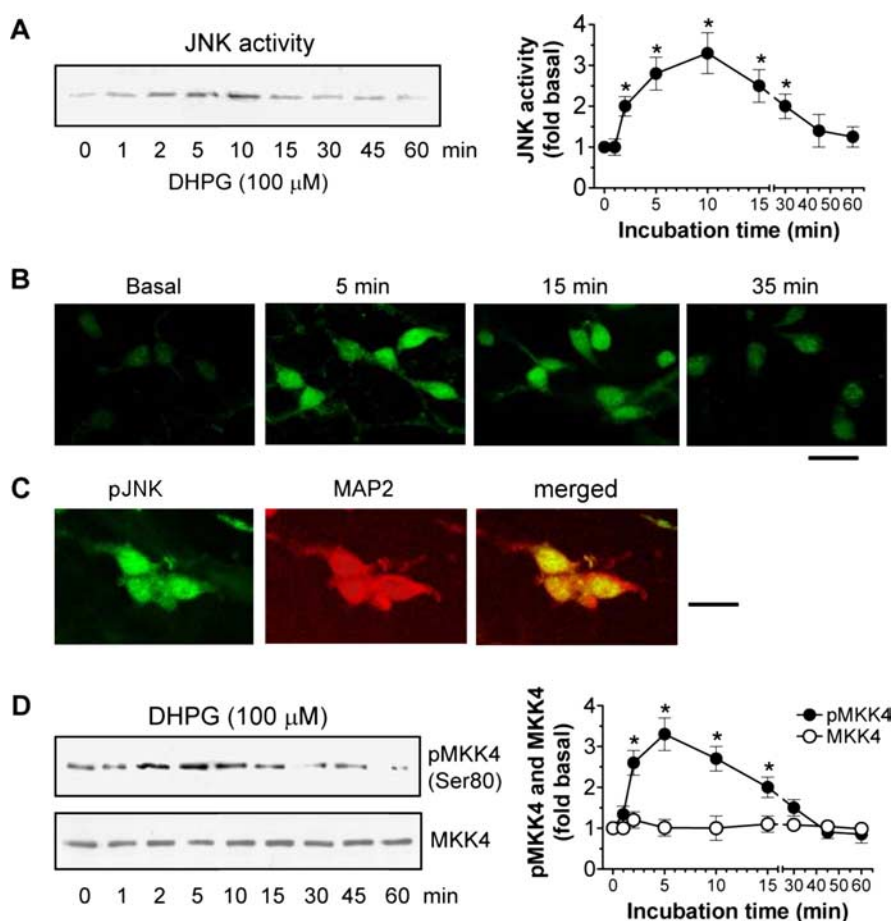 A
JNK activity
0 1 2 5 10 15 30 45 60 min
DHPG (100 μM)
JNK activity
(fold basal)
4
3
2
1
0
0 5 10 15 30 40 50 60
Incubation time (min)
* * * * *
B
Basal 5 min 15 min 35 min
C
pJNK MAP2 merged
D
DHPG (100 μM)
pMKK4
(Ser80)
MKK4
0 1 2 5 10 15 30 45 60 min
pMKK4 and MKK4
(fold basal)
4
3
2
1
0
0 5 10 15 30 40 50 60
Incubation time (min)
* * * *
pMKK4
MKK4